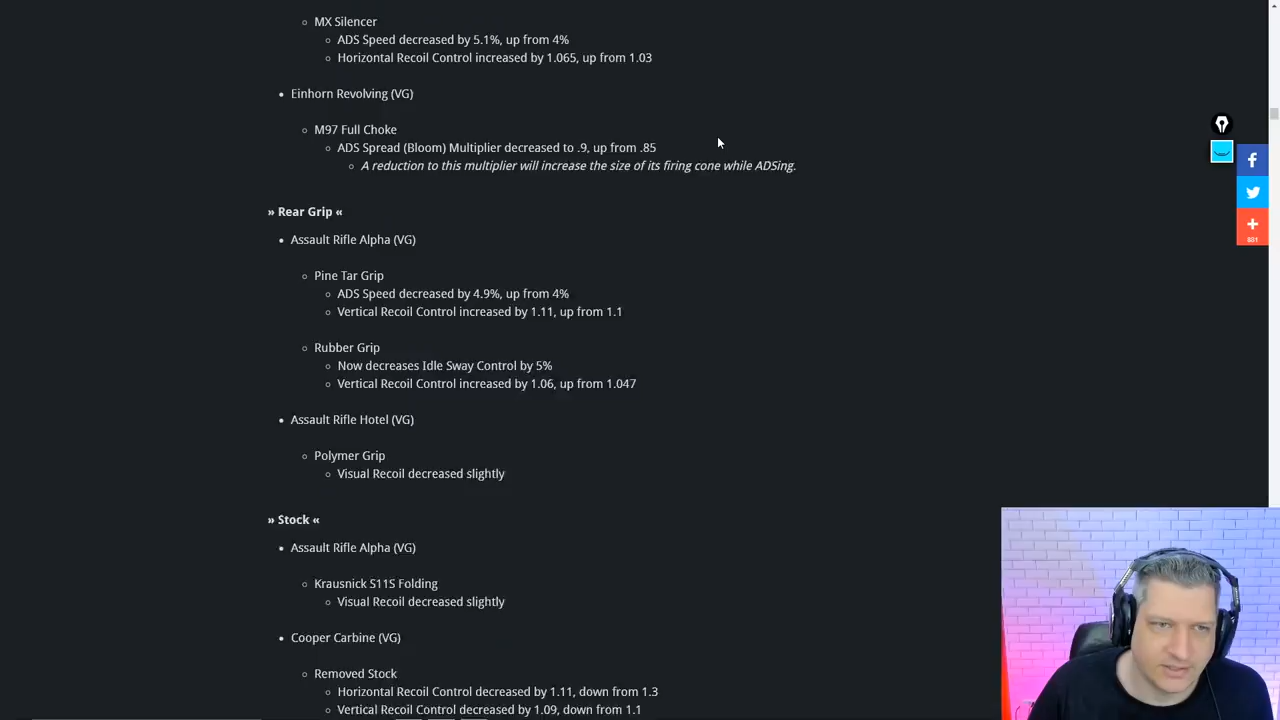 MX Silencer
ADS Speed decreased by 5.1%, up from 4%
Horizontal Recoil Control increased by 1.065, up from 1.03
Einhorn Revolving (VG)
M97 Full Choke
ADS Spread (Bloom) Multiplier decreased to .9, up from .85
A reduction to this multiplier will increase the size of its firing cone while ADSing.
» Rear Grip «
Assault Rifle Alpha (VG)
Pine Tar Grip
ADS Speed decreased by 4.9%, up from 4%
Vertical Recoil Control increased by 1.11, up from 1.1
Rubber Grip
Now decreases Idle Sway Control by 5%
Vertical Recoil Control increased by 1.06, up from 1.047
Assault Rifle Hotel (VG)
Polymer Grip
Visual Recoil decreased slightly
» Stock «
Assault Rifle Alpha (VG)
Krausnick S11S Folding
Visual Recoil decreased slightly
Cooper Carbine (VG)
Removed Stock
Horizontal Recoil Control decreased by 1.11, down from 1.3
Vertical Recoil Control decreased by 1.09, down from 1.1
881